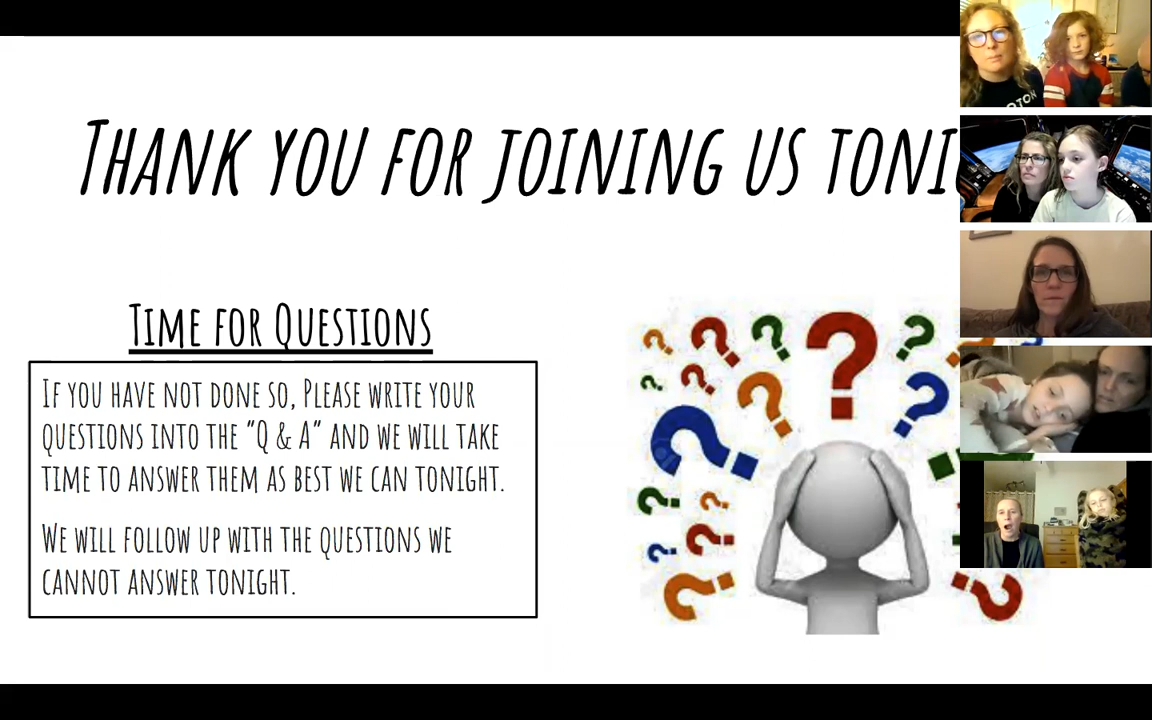 THANK YOU FOR JOINING US TONI
TIME FOR QUESTIONS
IF YOU HAVE NOT DONE SO, PLEASE WRITE YOUR
QUESTIONS INTO THE "Q & A" AND WE WILL TAKE
TIME TO ANSWER THEM AS BEST WE CAN TONIGHT.
WE WILL FOLLOW UP WITH THE QUESTIONS WE
CANNOT ANSWER TONIGHT.